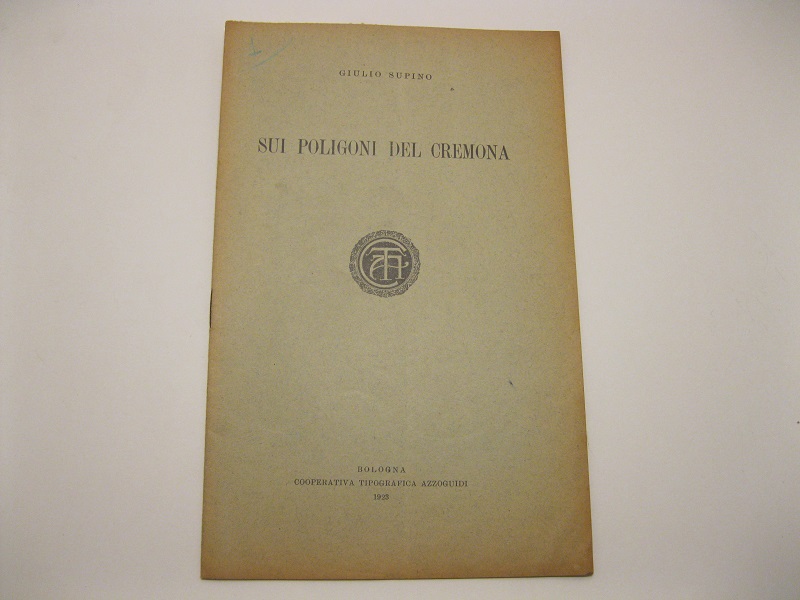 GIULIO SUPINO
SUI POLIGONI DEL CREMONA
BOLOGNA
COOPERATIVA TIPOGRAFICA AZZOGUIDI
1923